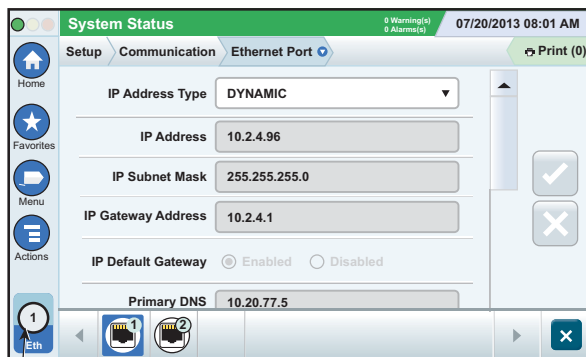 System Status
0 Warning(s)
0 Alarms(s)
07/20/2013 08:01 AM
Setup Communication Ethernet Port
Print (0)
Home
Favorites
Menu
Actions
1
Eth
IP Address Type DYNAMIC
IP Address 10.2.4.96
IP Subnet Mask 255.255.255.0
IP Gateway Address 10.2.4.1
IP Default Gateway Enabled Disabled
Primary DNS 10.20.77.5
1 2